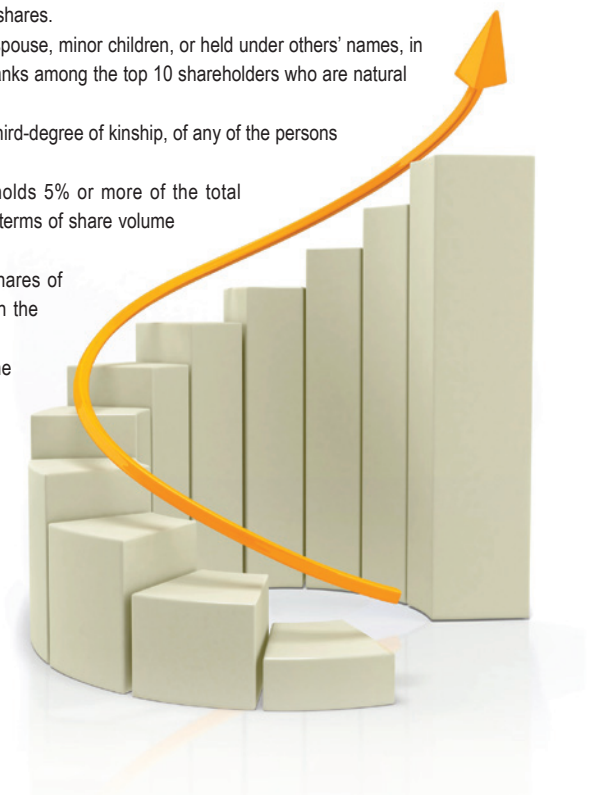 shares.
spouse, minor children, or held under others’ names, in
anks among the top 10 shareholders who are natural
hird-degree of kinship, of any of the persons
holds 5% or more of the total
terms of share volume
hares of
n the
ne